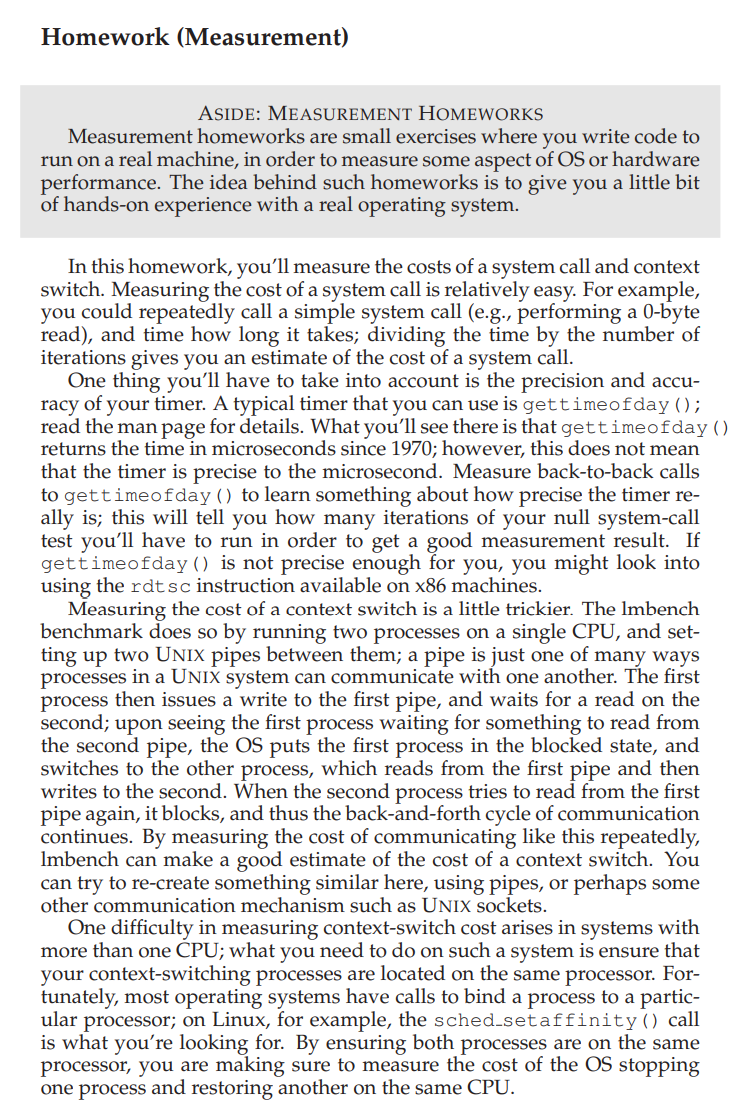 Homework (Measurement)
ASIDE: MEASUREMENT HOMEWORKS
Measurement homeworks are small exercises where you write code to
run on a real machine, in order to measure some aspect of OS or hardware
performance. The idea behind such homeworks is to give you a little bit
of hands-on experience with a real operating system.
In this homework, you'll measure the costs of a system call and context
switch. Measuring the cost of a system call is relatively easy. For example,
you could repeatedly call a simple system call (e.g., performing a 0-byte
read), and time how long it takes; dividing the time by the number of
iterations gives you an estimate of the cost of a system call.
One thing you'll have to take into account is the precision and accu-
racy of your timer. A typical timer that you can use is gettimeofday();
read the man page for details. What you'll see there is that gettimeofday()
returns the time in microseconds since 1970; however, this does not mean
that the timer is precise to the microsecond. Measure back-to-back calls
to gettimeofday() to learn something about how precise the timer re-
ally is; this will tell you how many iterations of your null system-call
test you'll have to run in order to get a good measurement result. If
gettimeofday() is not precise enough for you, you might look into
using the rdtsc instruction available on x86 machines.
Measuring the cost of a context switch is a little trickier. The lmbench
benchmark does so by running two processes on a single CPU, and set-
ting up two UNIX pipes between them; a pipe is just one of many ways
processes in a UNIX system can communicate with one another. The first
process then issues a write to the first pipe, and waits for a read on the
second; upon seeing the first process waiting for something to read from
the second pipe, the OS puts the first process in the blocked state, and
switches to the other process, which reads from the first pipe and then
writes to the second. When the second process tries to read from the first
pipe again, it blocks, and thus the back-and-forth cycle of communication
continues. By measuring the cost of communicating like this repeatedly,
lmbench can make a good estimate of the cost of a context switch. You
can try to re-create something similar here, using pipes, or perhaps some
other communication mechanism such as UNIX sockets.
One difficulty in measuring context-switch cost arises in systems with
more than one CPU; what you need to do on such a system is ensure that
your context-switching processes are located on the same processor. For-
tunately, most operating systems have calls to bind a process to a partic-
ular processor; on Linux, for example, the sched_setaffinity() call
is what you're looking for. By ensuring both processes are on the same
processor, you are making sure to measure the cost of the OS stopping
one process and restoring another on the same CPU.